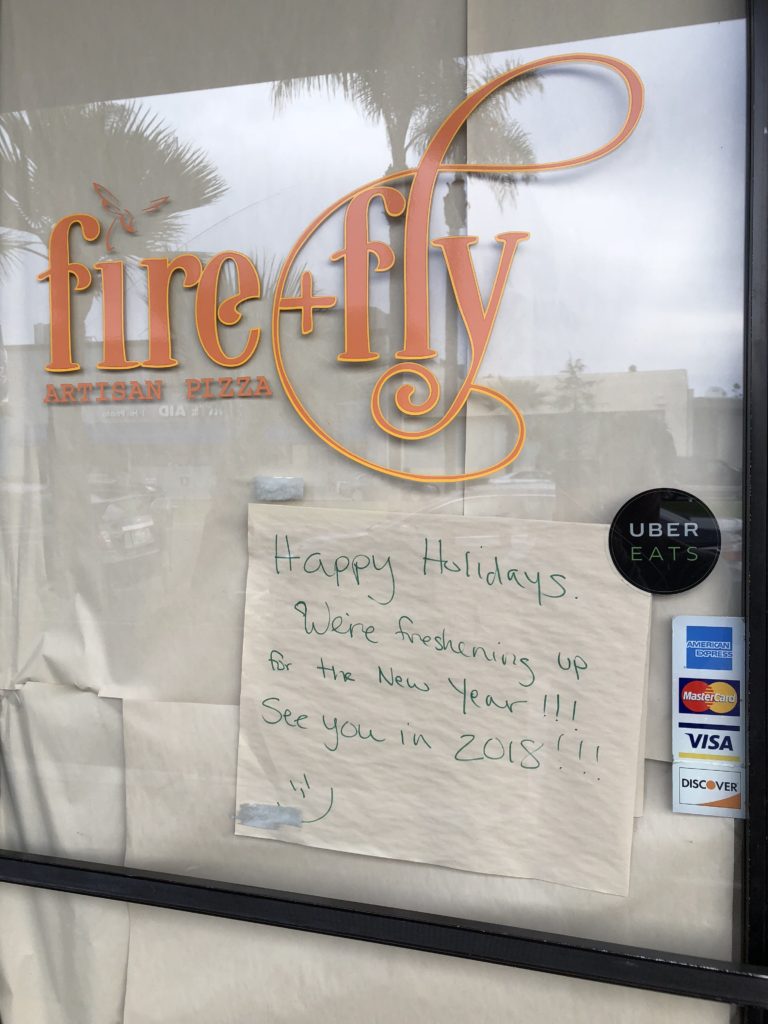 fire + fly
ARTISAN PIZZA
UBER
EATS
Happy Holidays.
We're freshening up
for the New Year!!!
See you in 2018!!!
AMERICAN
EXPRESS
MasterCard
VISA
DISCOVER